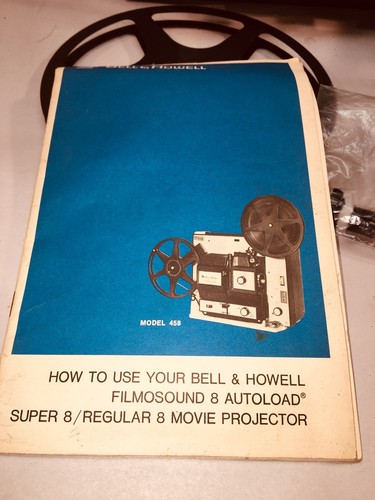 BELL & HOWELL
MODEL 458
HOW TO USE YOUR BELL & HOWELL
FILMOSOUND 8 AUTOLOAD®
SUPER 8/REGULAR 8 MOVIE PROJECTOR